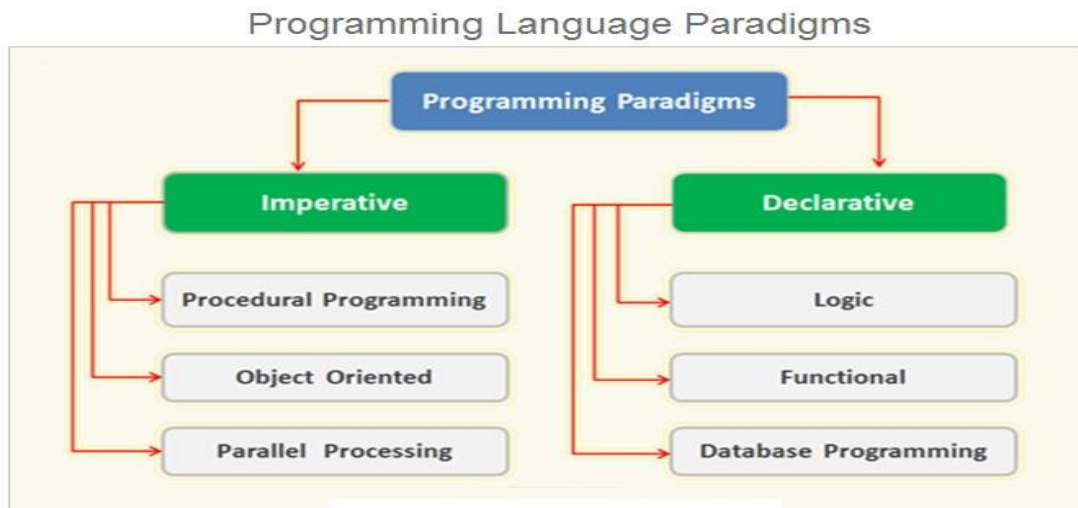 Programming Language Paradigms
Programming Paradigms
Imperative
Procedural Programming
Object Oriented
Parallel Processing
Declarative
Logic
Functional
Database Programming